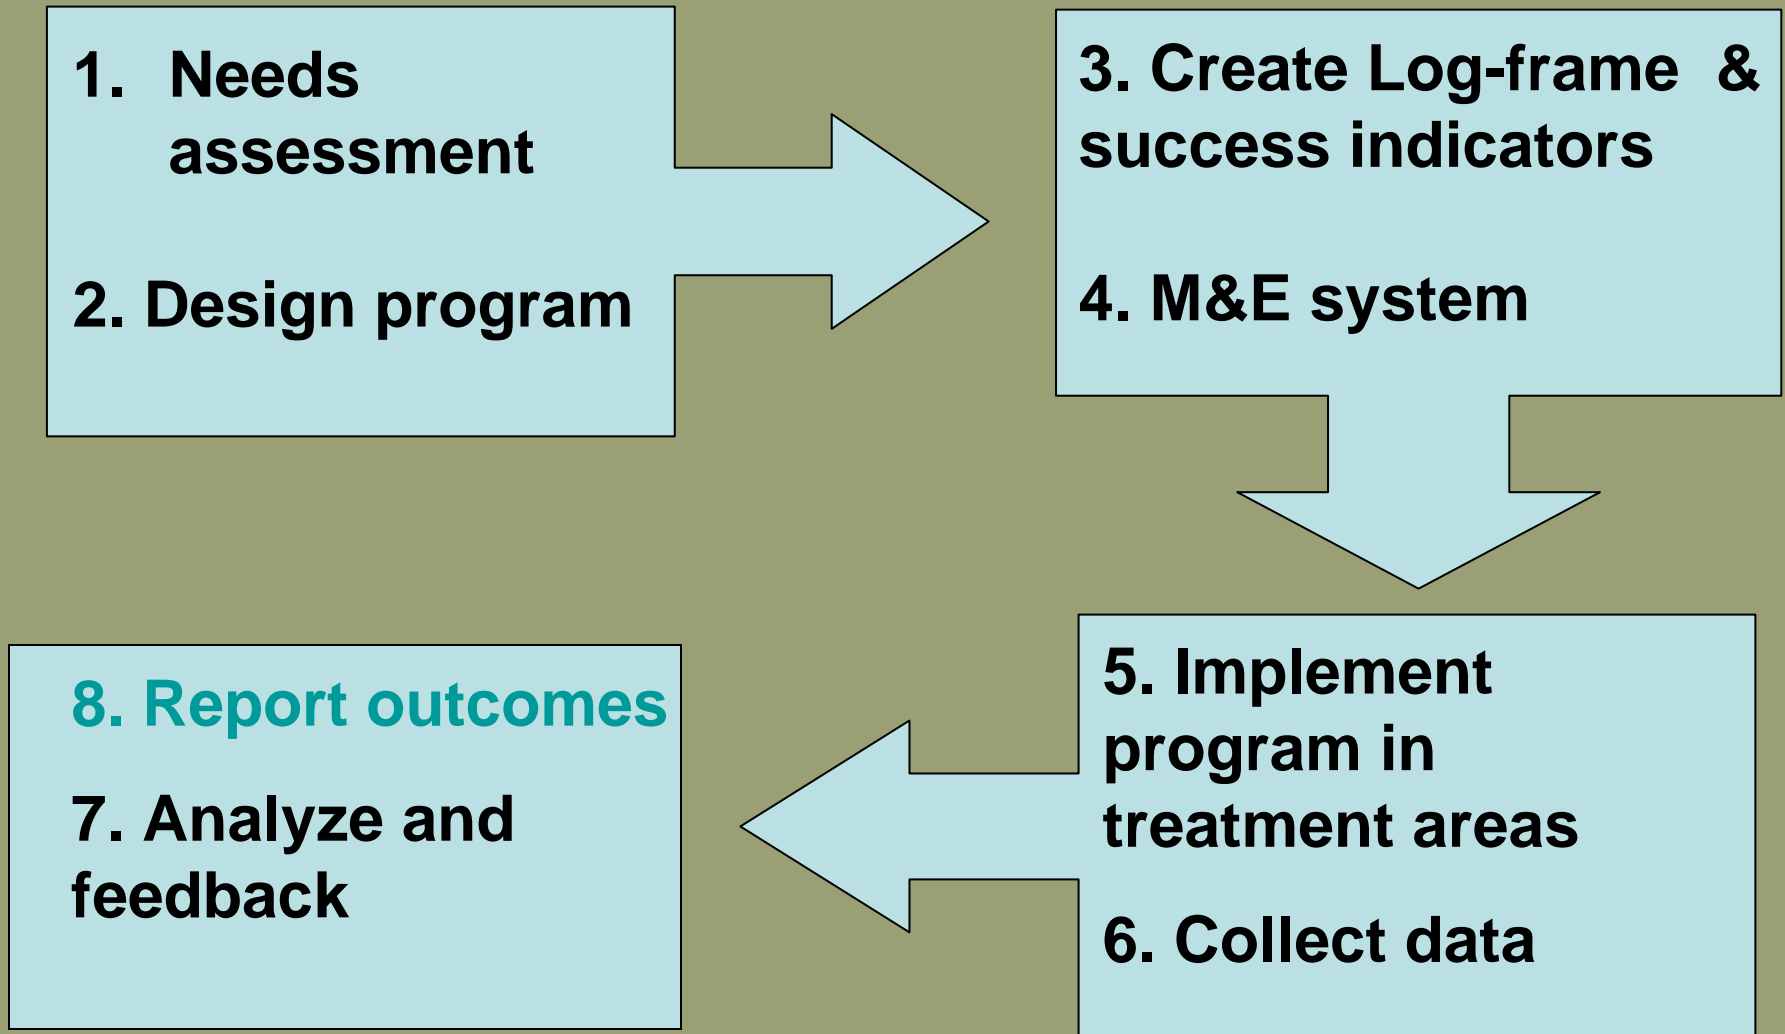 1. Needs
assessment
2. Design program
3. Create Log-frame &
success indicators
4. M&E system
5. Implement
program in
treatment areas
6. Collect data
8. Report outcomes
7. Analyze and
feedback